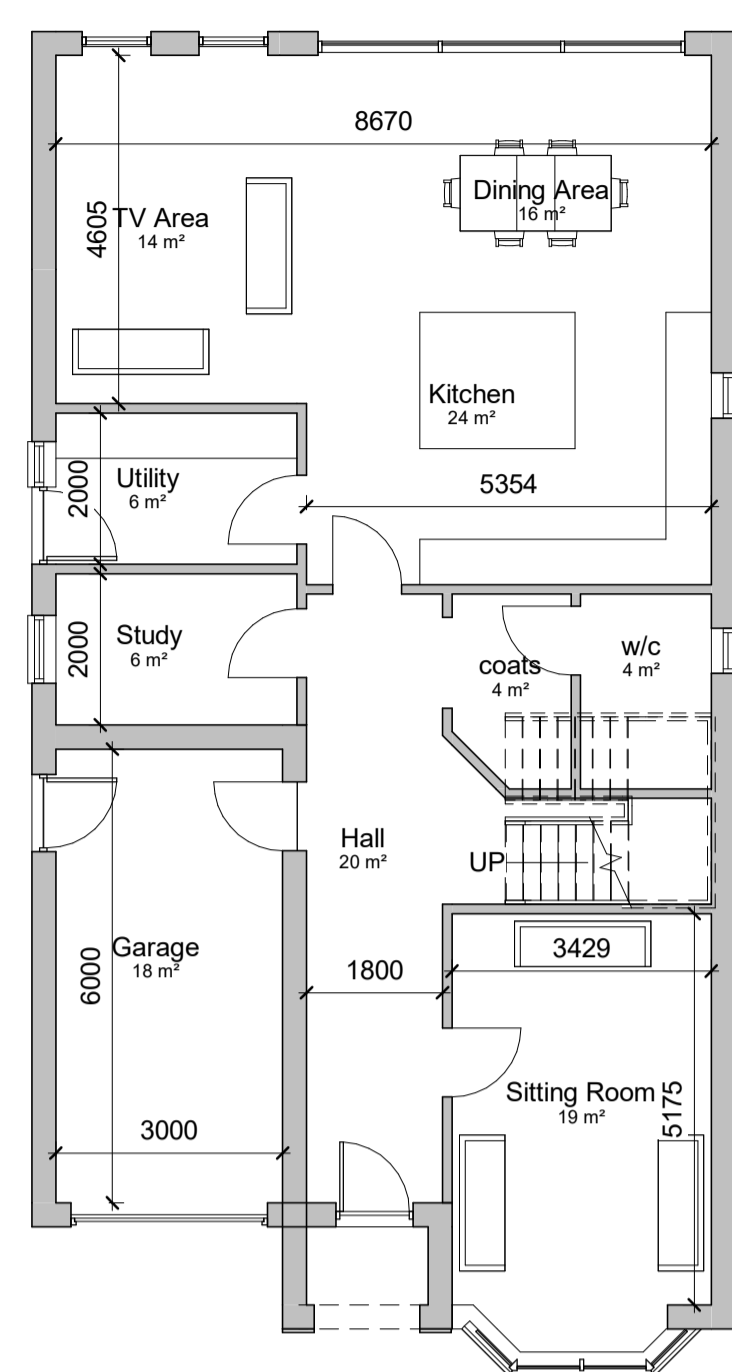 8670
4605
TV Area
14 m²
Dining Area
16 m²
Kitchen
24 m²
5354
2000
Utility
6 m²
2000
Study
6 m²
coats
4 m²
w/c
4 m²
Hall
20 m²
UP
6000
Garage
18 m²
1800
3429
Sitting Room
19 m²
5175
3000